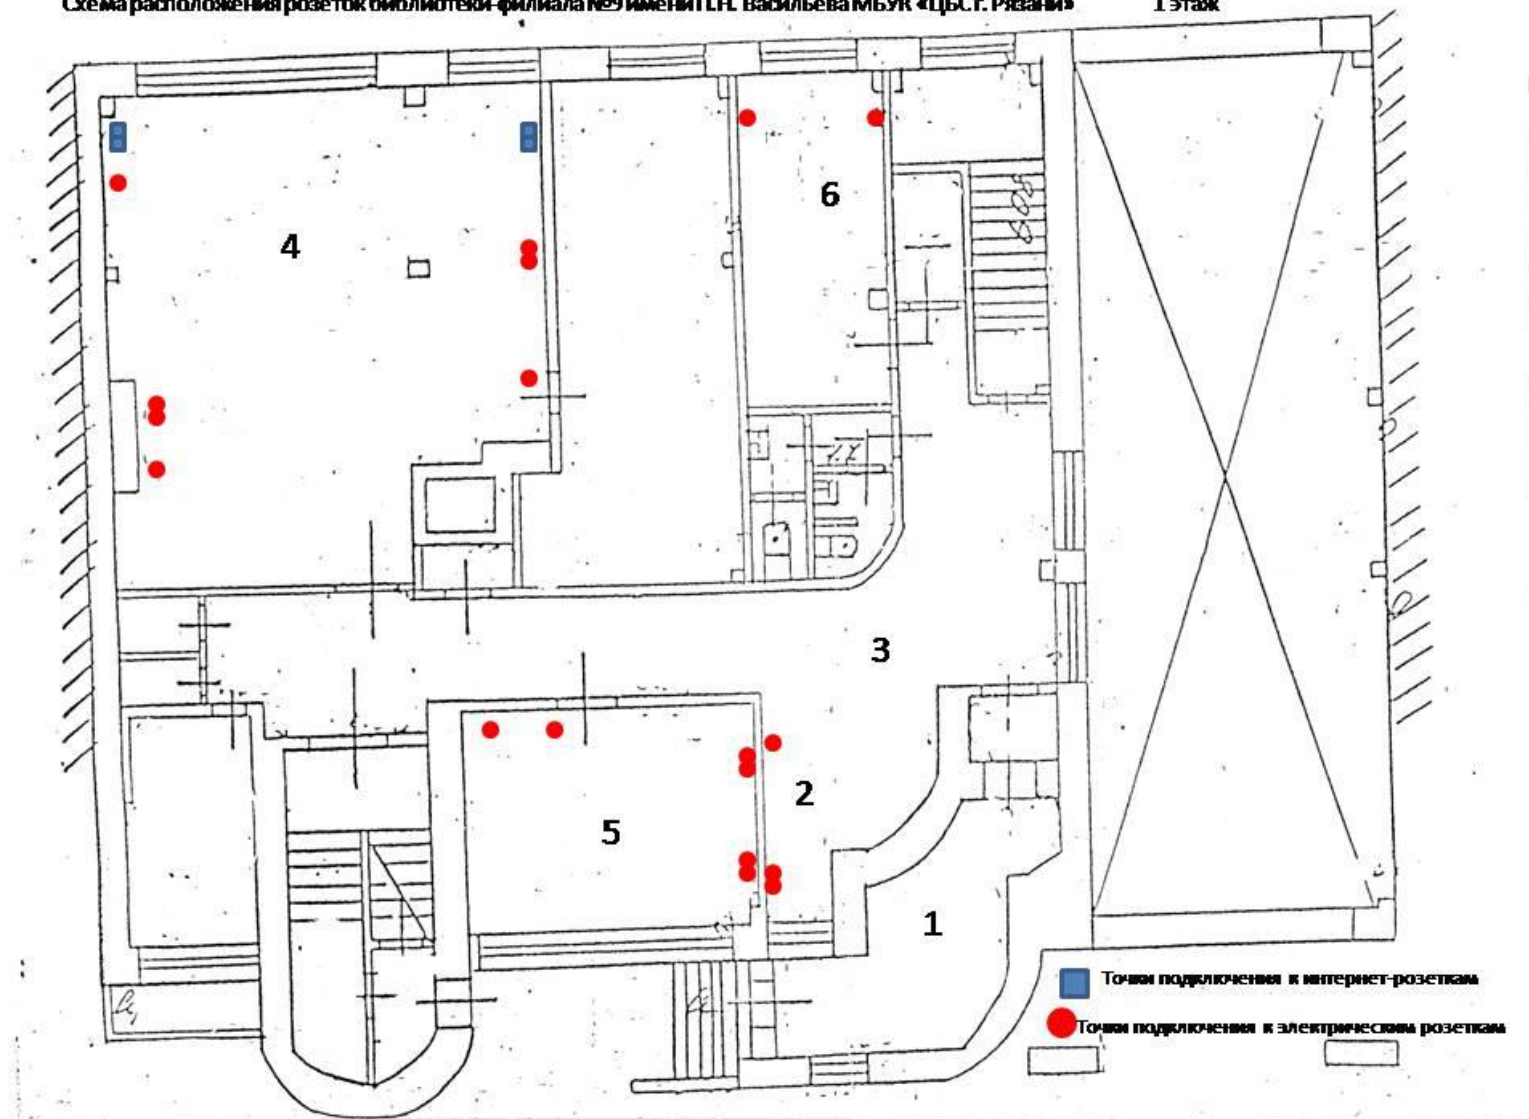 Схема расположения розеток библиотеки-филиала №9 имени П.Н. Васильева МБУК «ЦБС г. Рязани» 1 этаж
6
4
3
2
5
1
Точки подключения к интернет-розеткам
Точки подключения к электрическим розеткам